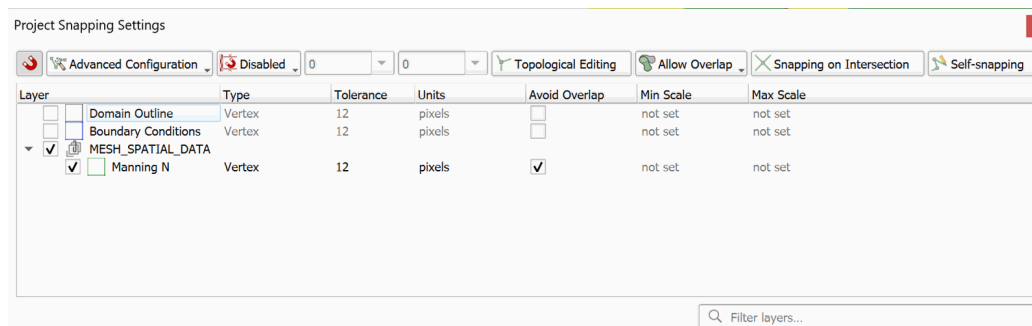 Project Snapping Settings
Advanced Configuration Disabled 0 0 Topological Editing Allow Overlap Snapping on Intersection Self-snapping
Layer Type Tolerance Units Avoid Overlap Min Scale Max Scale
Domain Outline Vertex 12 pixels not set not set
Boundary Conditions Vertex 12 pixels not set not set
MESH_SPATIAL_DATA
Manning N Vertex 12 pixels not set not set
Filter layers...